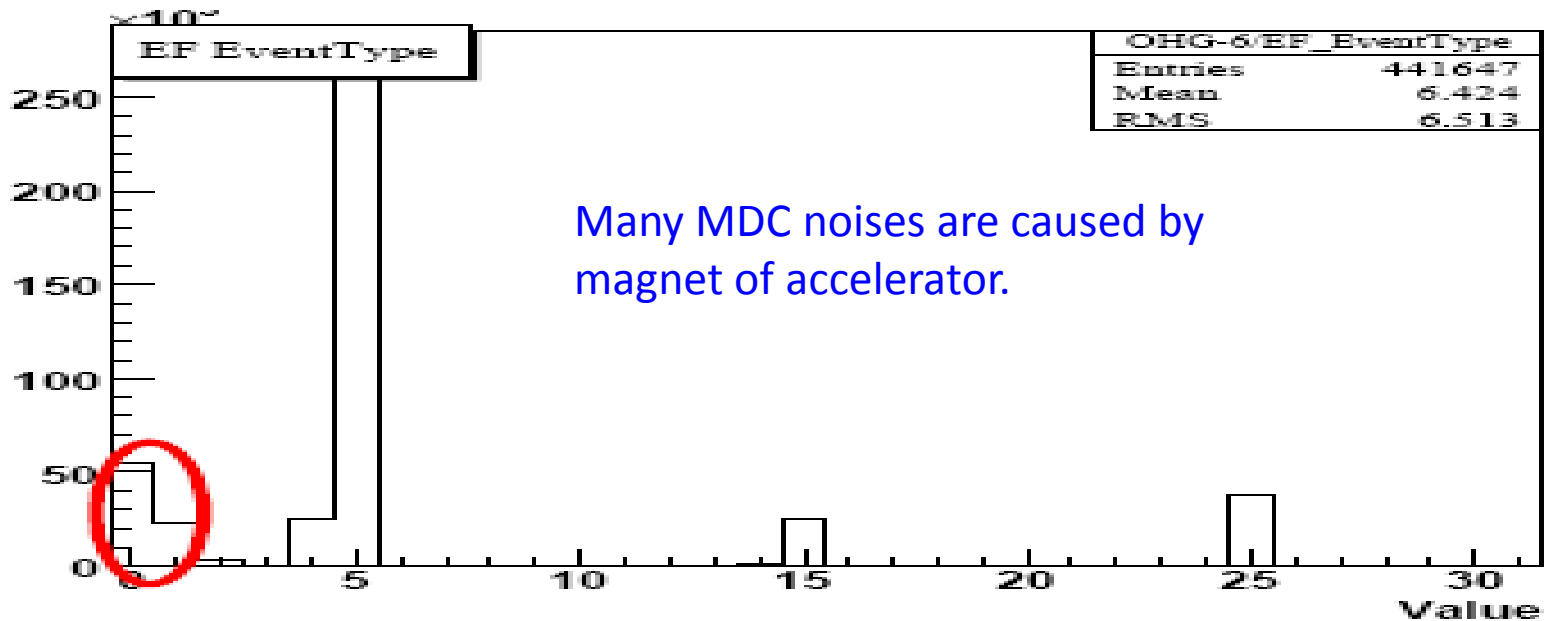 EF EventType
OHG-6/EF_EventType
Entries 441647
Mean 6.424
RMS 6.513
250
200
150
100
50
0
Many MDC noises are caused by
magnet of accelerator.
0 5 10 15 20 25 30
Value